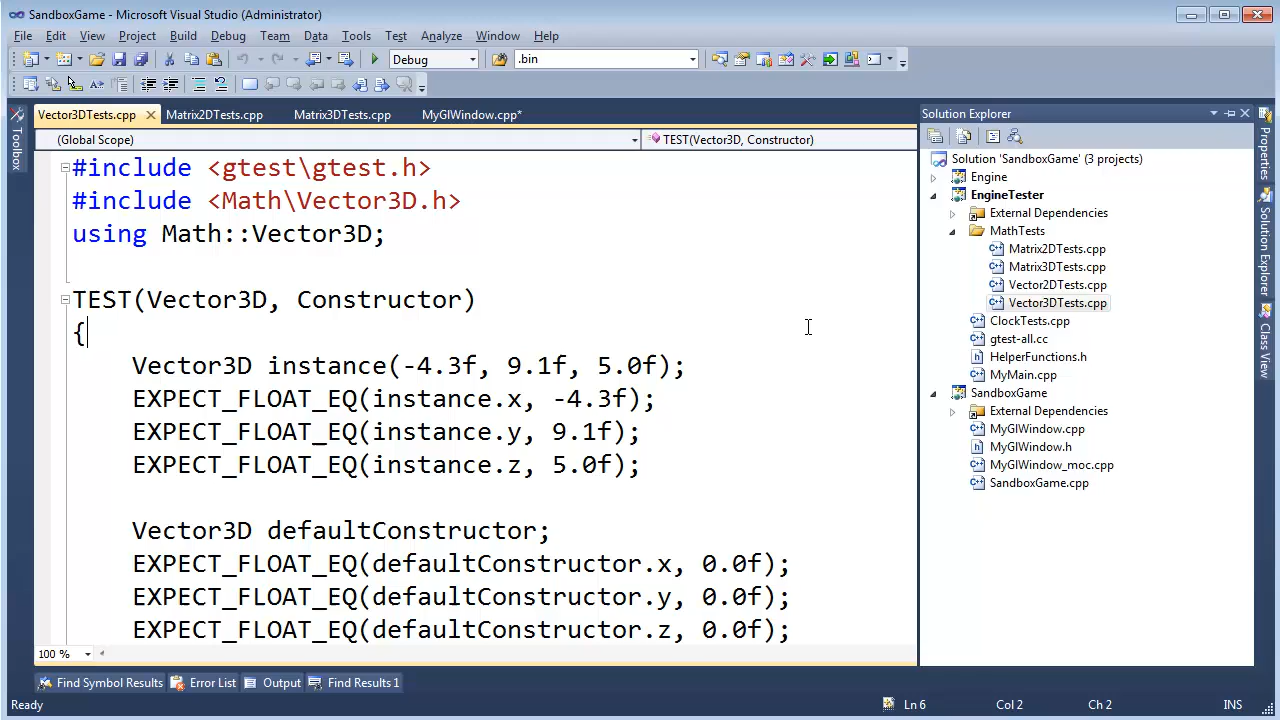 SandboxGame - Microsoft Visual Studio (Administrator)
File Edit View Project Build Debug Team Data Tools Test Analyze Window Help
Debug .bin
Toolbox
Vector3DTests.cpp Matrix2DTests.cpp Matrix3DTests.cpp MyGlWindow.cpp*
(Global Scope) TEST(Vector3D, Constructor)
#include <gtest\gtest.h>
#include <Math\Vector3D.h>
using Math::Vector3D;
TEST(Vector3D, Constructor)
{
Vector3D instance(-4.3f, 9.1f, 5.0f);
EXPECT_FLOAT_EQ(instance.x, -4.3f);
EXPECT_FLOAT_EQ(instance.y, 9.1f);
EXPECT_FLOAT_EQ(instance.z, 5.0f);
Vector3D defaultConstructor;
EXPECT_FLOAT_EQ(defaultConstructor.x, 0.0f);
EXPECT_FLOAT_EQ(defaultConstructor.y, 0.0f);
EXPECT_FLOAT_EQ(defaultConstructor.z, 0.0f);
100 %
Solution Explorer
Solution 'SandboxGame' (3 projects)
Engine
EngineTester
External Dependencies
MathTests
Matrix2DTests.cpp
Matrix3DTests.cpp
Vector2DTests.cpp
Vector3DTests.cpp
ClockTests.cpp
gtest-all.cc
HelperFunctions.h
MyMain.cpp
SandboxGame
External Dependencies
MyGlWindow.cpp
MyGlWindow.h
MyGlWindow_moc.cpp
SandboxGame.cpp
Properties
Solution Explorer
Class View
Find Symbol Results Error List Output Find Results 1
Ready Ln 6 Col 2 Ch 2 INS